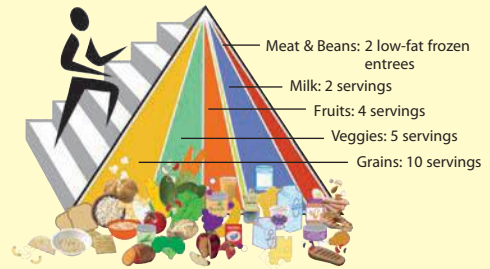 Meat & Beans: 2 low-fat frozen
entrees
Milk: 2 servings
Fruits: 4 servings
Veggies: 5 servings
Grains: 10 servings